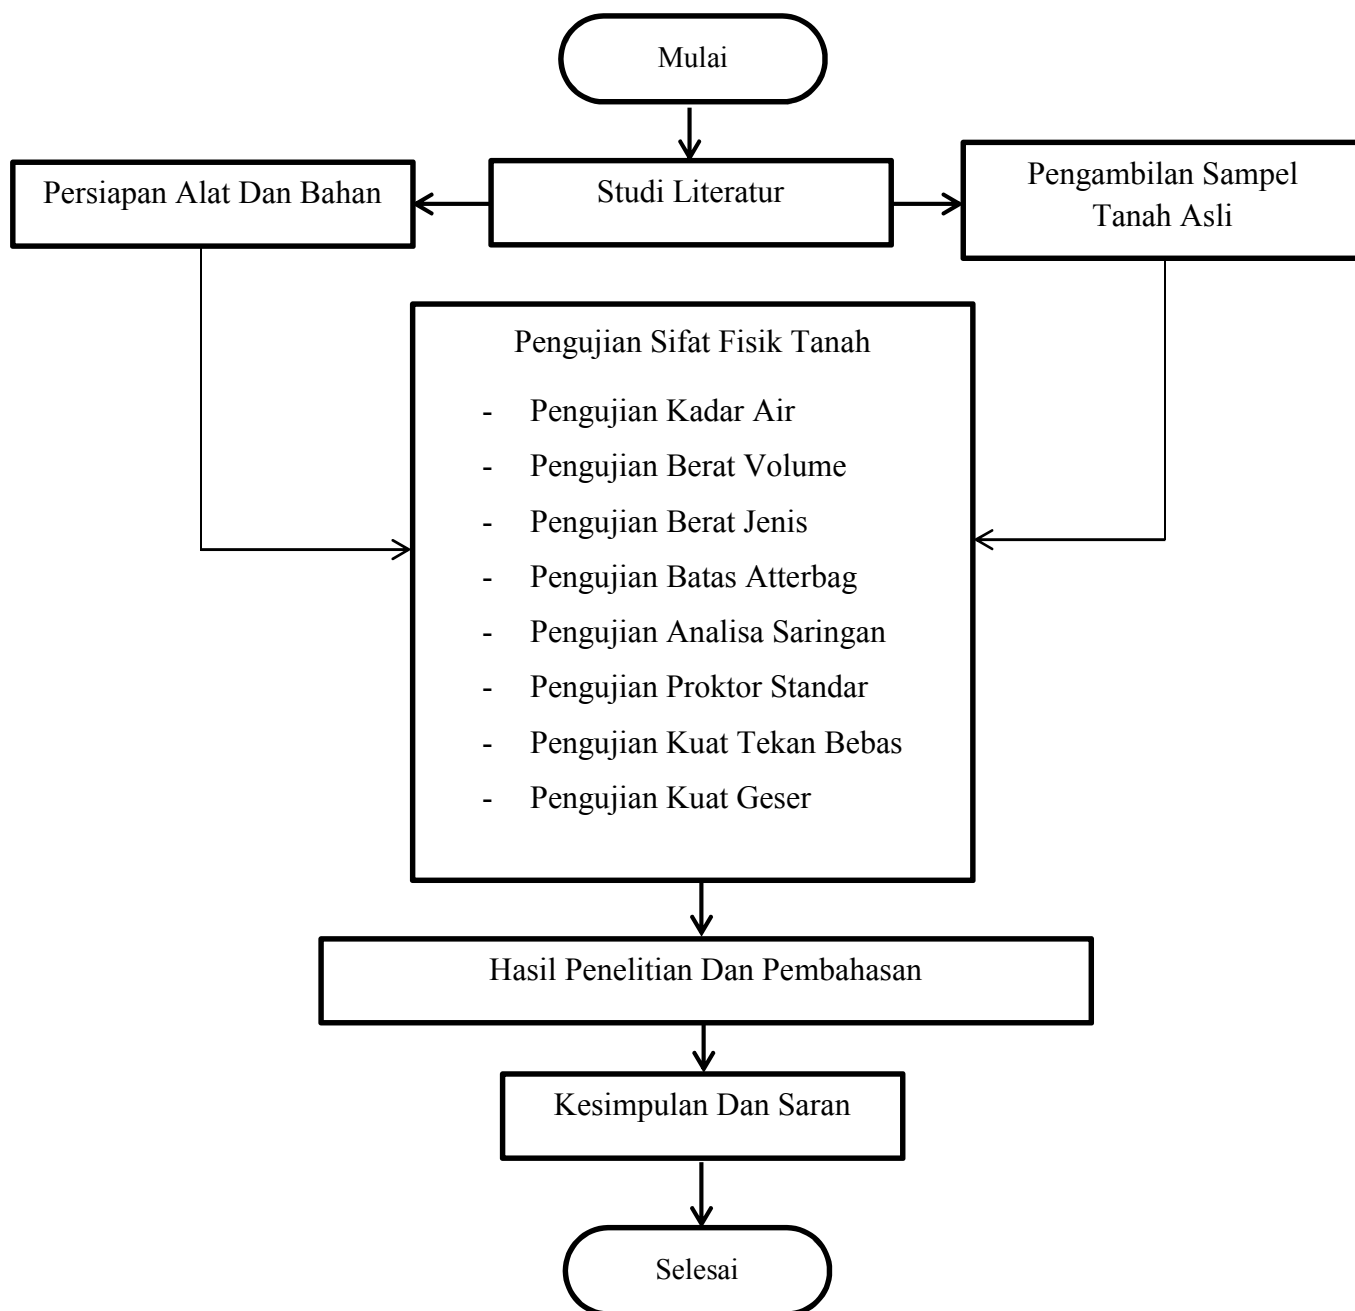 Mulai
Persiapan Alat Dan Bahan
Studi Literatur
Pengambilan Sampel
Tanah Asli
Pengujian Sifat Fisik Tanah
- Pengujian Kadar Air
- Pengujian Berat Volume
- Pengujian Berat Jenis
- Pengujian Batas Atterbag
- Pengujian Analisa Saringan
- Pengujian Proktor Standar
- Pengujian Kuat Tekan Bebas
- Pengujian Kuat Geser
Hasil Penelitian Dan Pembahasan
Kesimpulan Dan Saran
Selesai